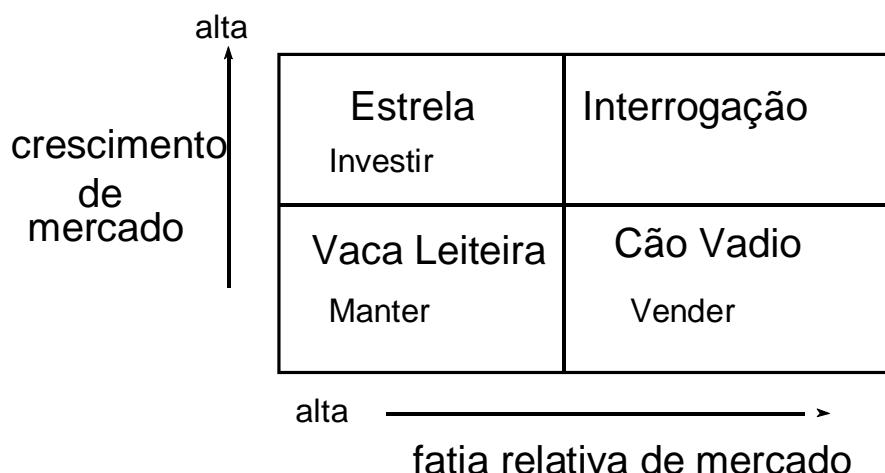 alta
crescimento
de
mercado
Estrela
Investir
Interrogação
Vaca Leiteira
Manter
Cão Vadio
Vender
alta
fatia relativa de mercado